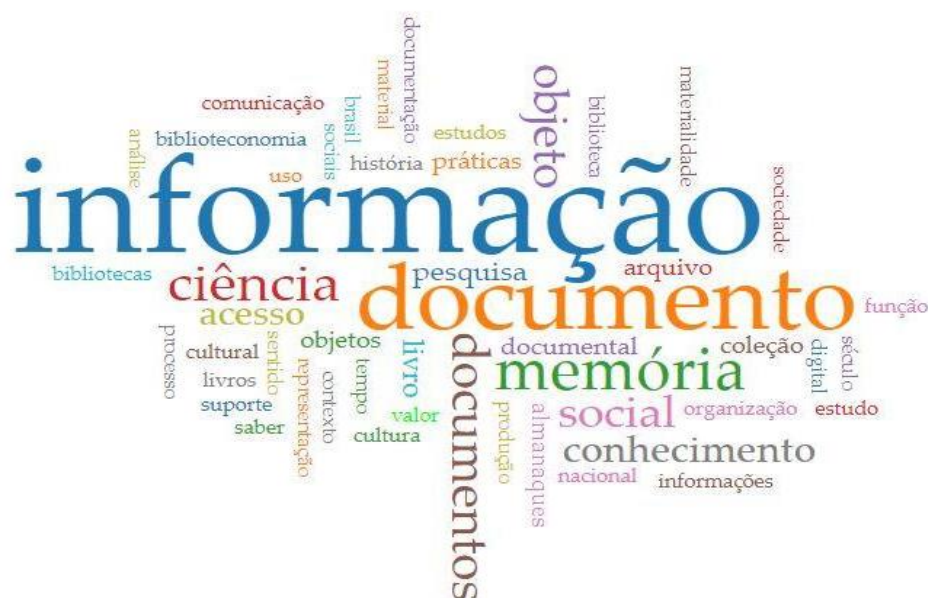 documentação
material
objeto
materialidade
comunicação
brasil
biblioteca
análise
biblioteconomia
sociais
estudos
uso
história
práticas
informação
sociedade
bibliotecas
ciência
pesquisa
arquivo
documento
função
acesso
processo
cultural
sentido
objetos
livro
documentos
documental
coleção
digital
século
livros
representação
contexto
tempo
memória
suporte
valor
produção
almanaques
social
organização
estudo
saber
cultura
conhecimento
nacional
informações